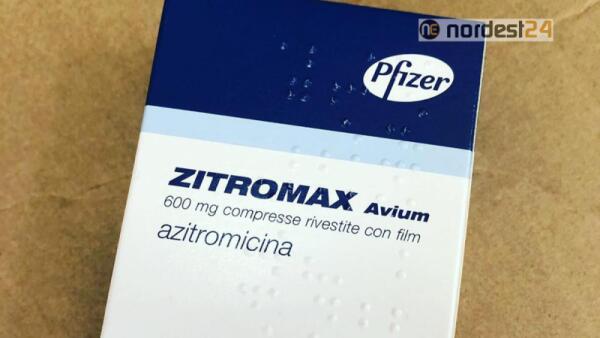 nordest24
Pfizer
ZITROMAX Avium
600 mg compresse rivestite con film
azitromicina